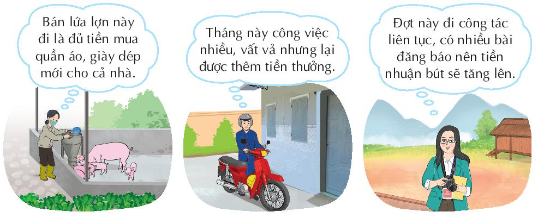 Bán lứa lợn này
đi là đủ tiền mua
quần áo, giày dép
mới cho cả nhà.
Tháng này công việc
nhiều, vất vả nhưng lại
được thêm tiền thưởng.
Đợt này đi công tác
liên tục, có nhiều bài
đăng báo nên tiền
nhuận bút sẽ tăng lên.